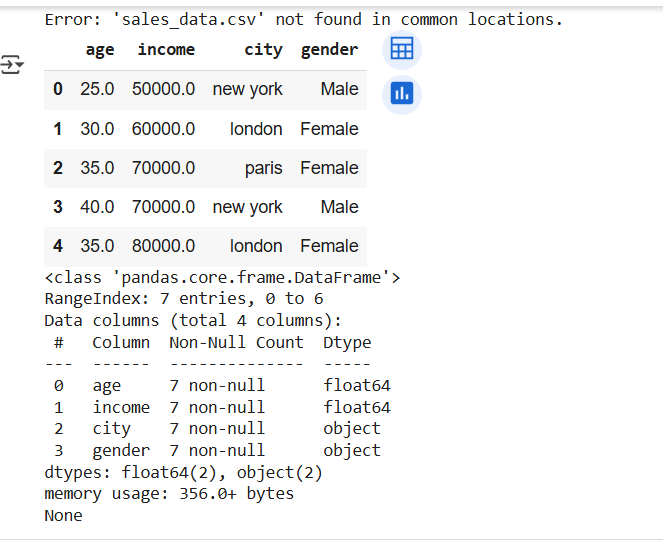 Error: 'sales_data.csv' not found in common locations.
age income city gender
0 25.0 50000.0 new york Male
1 30.0 60000.0 london Female
2 35.0 70000.0 paris Female
3 40.0 70000.0 new york Male
4 35.0 80000.0 london Female
<class 'pandas.core.frame.DataFrame'>
RangeIndex: 7 entries, 0 to 6
Data columns (total 4 columns):
# Column Non-Null Count Dtype
--- ------ -------------- -----
0 age 7 non-null float64
1 income 7 non-null float64
2 city 7 non-null object
3 gender 7 non-null object
dtypes: float64(2), object(2)
memory usage: 356.0+ bytes
None